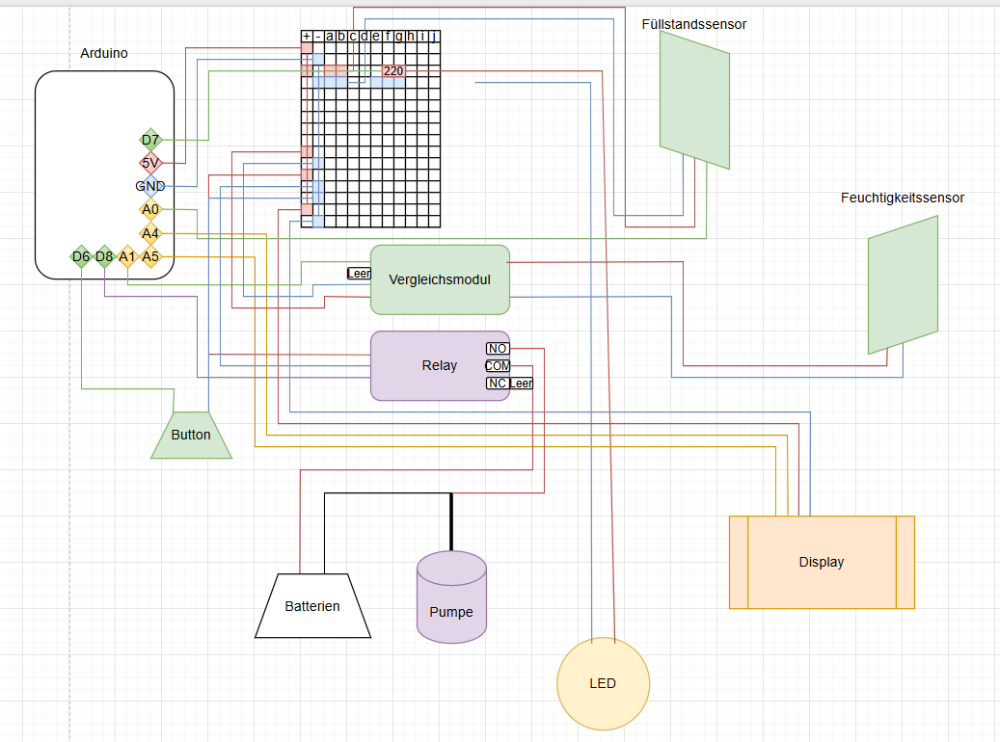 Füllstandssensor
Arduino
+ - a b c d e f g h i j
220
D7
5V
GND
A0
A4
D6 D8 A1 A5
Feuchtigkeitssensor
Leer
Vergleichsmodul
NO
Relay
COM
NC Leer
Button
Display
Batterien
Pumpe
LED